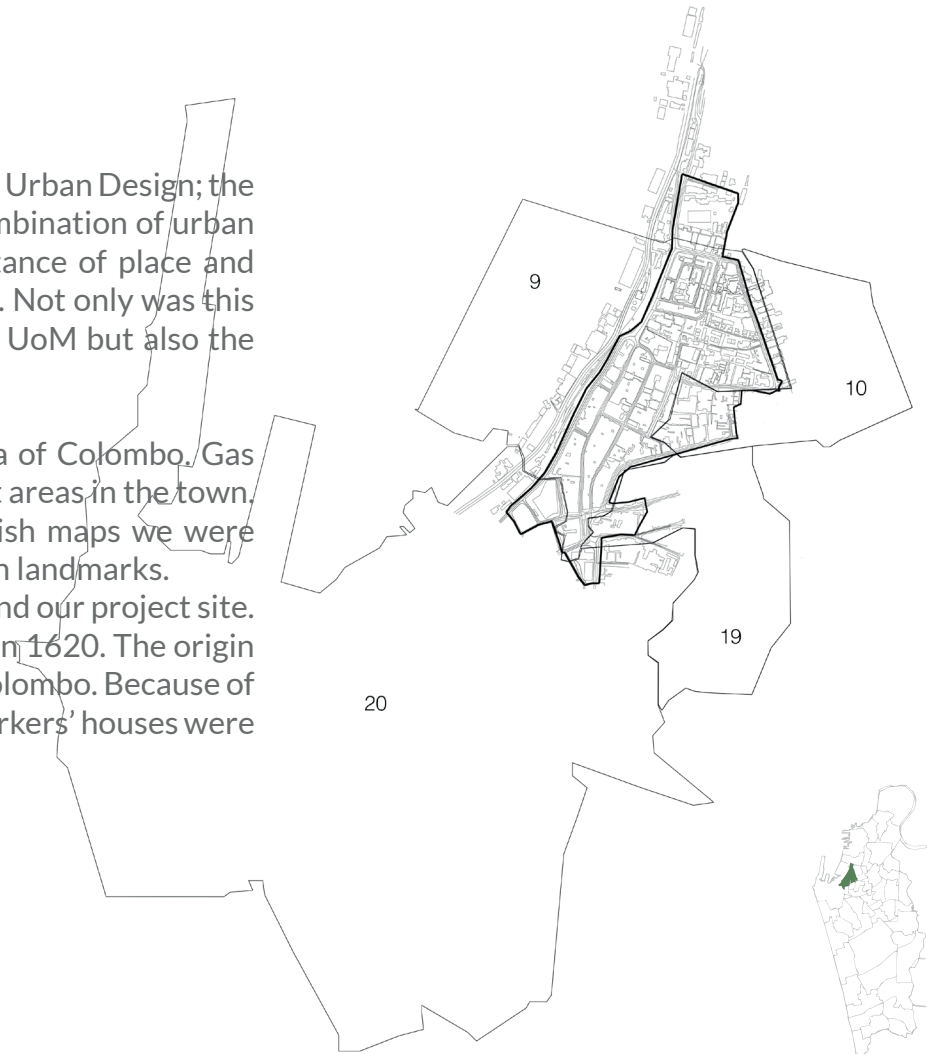 Urban Design; the
mbination of urban
tance of place and
. Not only was this
UoM but also the
a of Colombo. Gas
t areas in the town.
ish maps we were
n landmarks.
nd our project site.
n 1620. The origin
olombo. Because of
rkers’ houses were
9
10
19
20